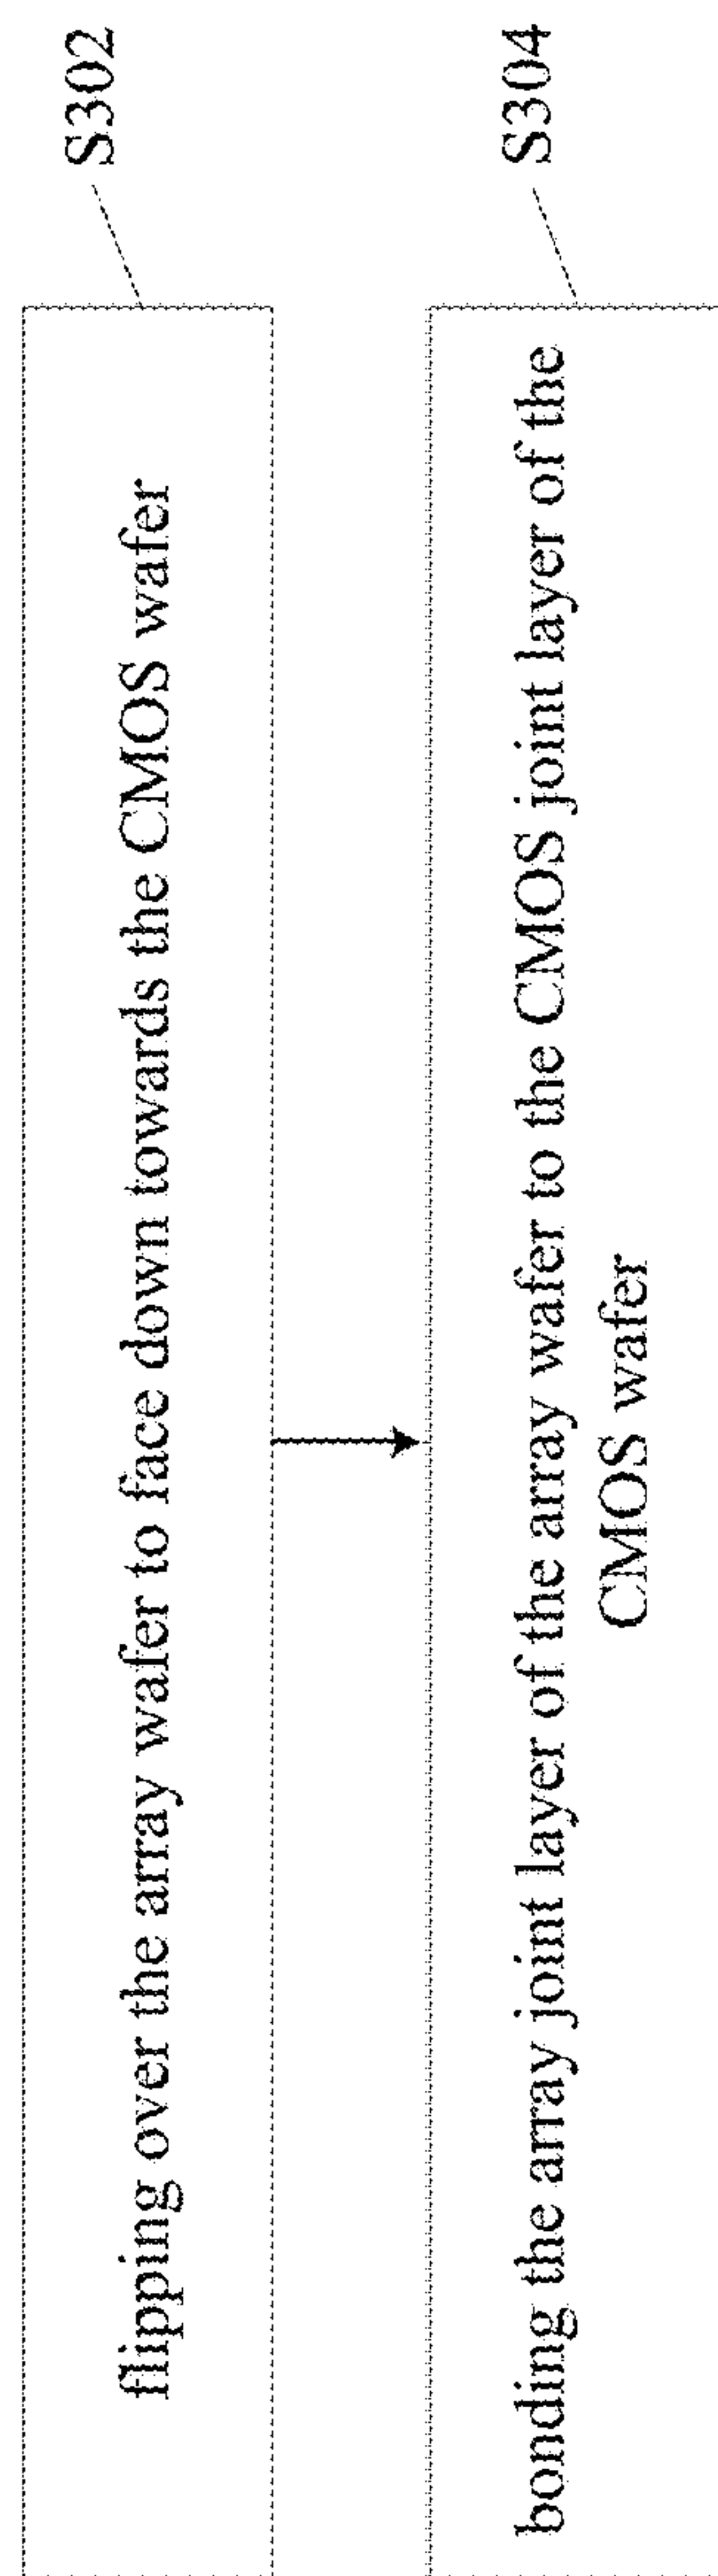 flipping over the array wafer to face down towards the CMOS wafer
S302
bonding the array joint layer of the array wafer to the CMOS joint layer of the
CMOS wafer
S304